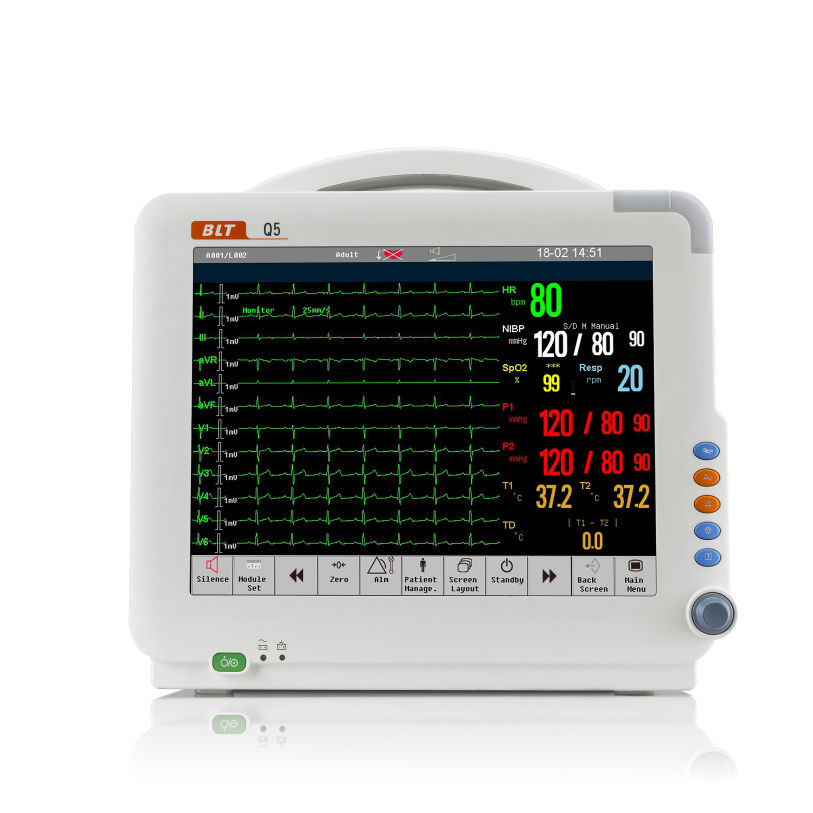 BLT Q5
A001/L002 Adult 18-02 14:51
I 1mV
II Monitor 25mm/s 1mV
III 1mV
aVR 1mV
aVL 1mV
aVF 1mV
V1 1mV
V2 1mV
V3 1mV
V4 1mV
V5 1mV
V6 1mV
HR
bpm 80
NIBP S/D M Manual
mmHg 120 / 80 90
SpO2 *** Resp
% 99 rpm 20
P1
mmHg 120 / 80 90
P2
mmHg 120 / 80 90
T1 °C 37.2 T2 °C 37.2
TD | T1 - T2 |
°C 0.0
Silence
Module Set
→0← Zero
Alm
Patient Manage.
Screen Layout
Standby
Back Screen
Main Menu